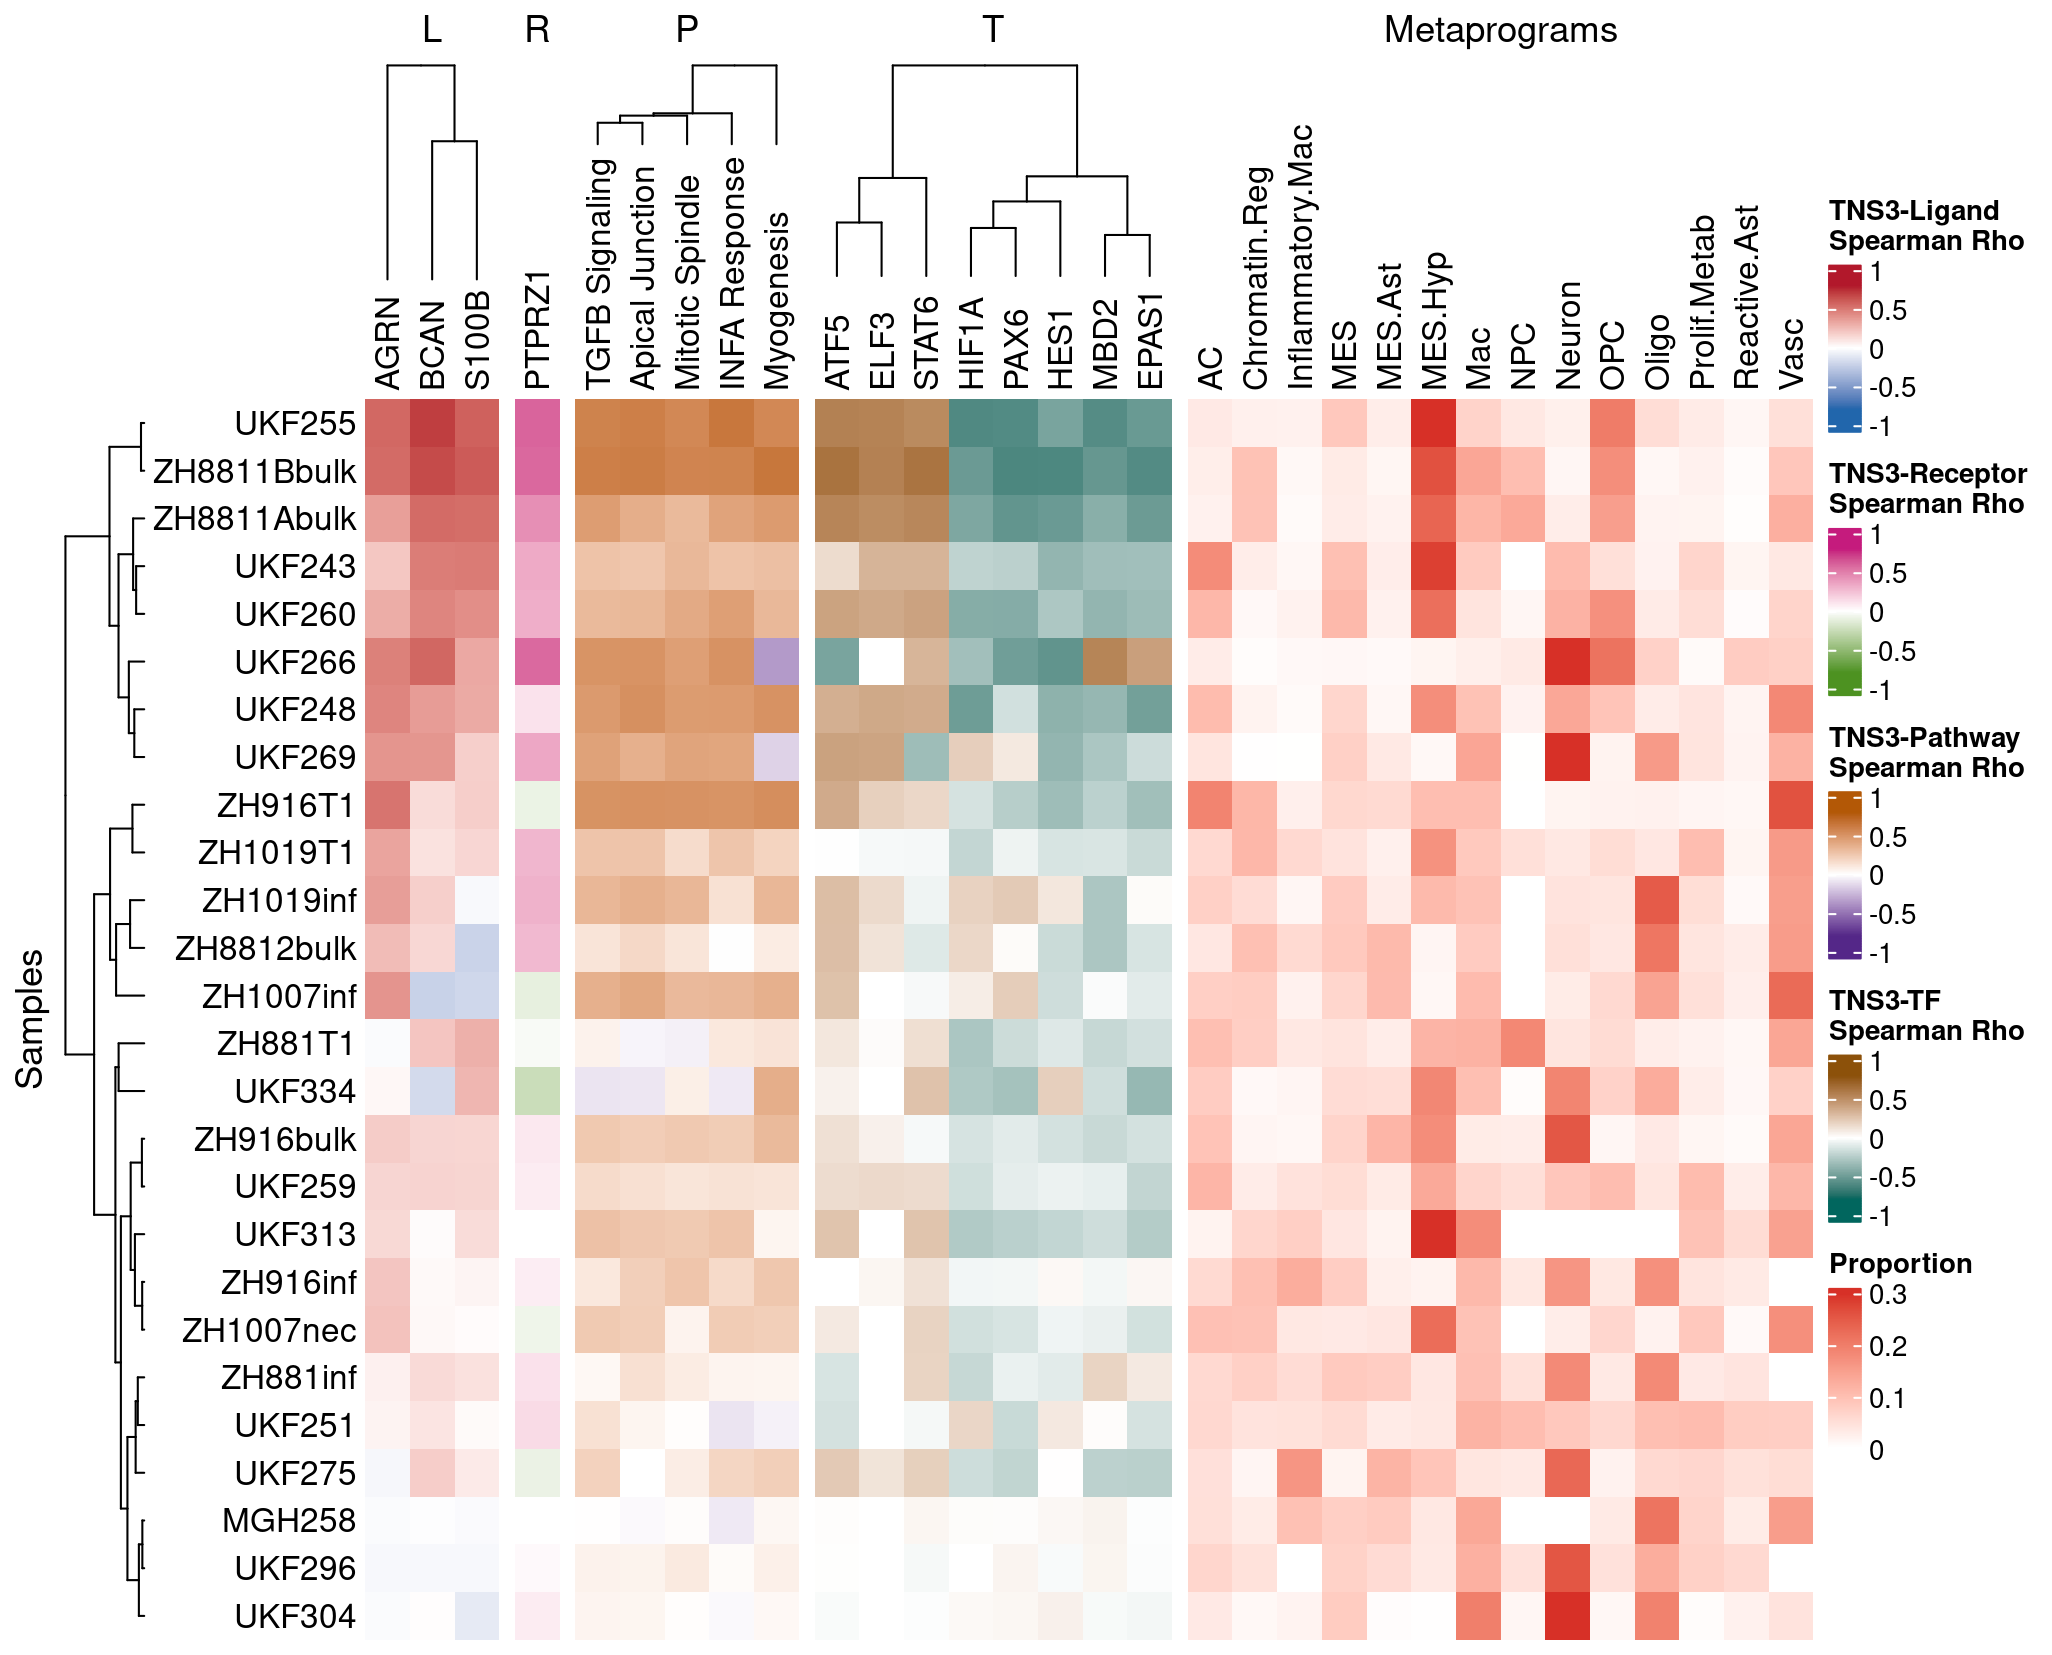 L R P T Metaprograms
AGRN BCAN S100B PTPRZ1 TGFB Signaling Apical Junction Mitotic Spindle INFA Response Myogenesis ATF5 ELF3 STAT6 HIF1A PAX6 HES1 MBD2 EPAS1 AC Chromatin.Reg Inflammatory.Mac MES MES.Ast MES.Hyp Mac NPC Neuron OPC Oligo Prolif.Metab Reactive.Ast Vasc
Samples
UKF255
ZH8811Bbulk
ZH8811Abulk
UKF243
UKF260
UKF266
UKF248
UKF269
ZH916T1
ZH1019T1
ZH1019inf
ZH8812bulk
ZH1007inf
ZH881T1
UKF334
ZH916bulk
UKF259
UKF313
ZH916inf
ZH1007nec
ZH881inf
UKF251
UKF275
MGH258
UKF296
UKF304
TNS3-Ligand
Spearman Rho
1
0.5
0
-0.5
-1
TNS3-Receptor
Spearman Rho
1
0.5
0
-0.5
-1
TNS3-Pathway
Spearman Rho
1
0.5
0
-0.5
-1
TNS3-TF
Spearman Rho
1
0.5
0
-0.5
-1
Proportion
0.3
0.2
0.1
0